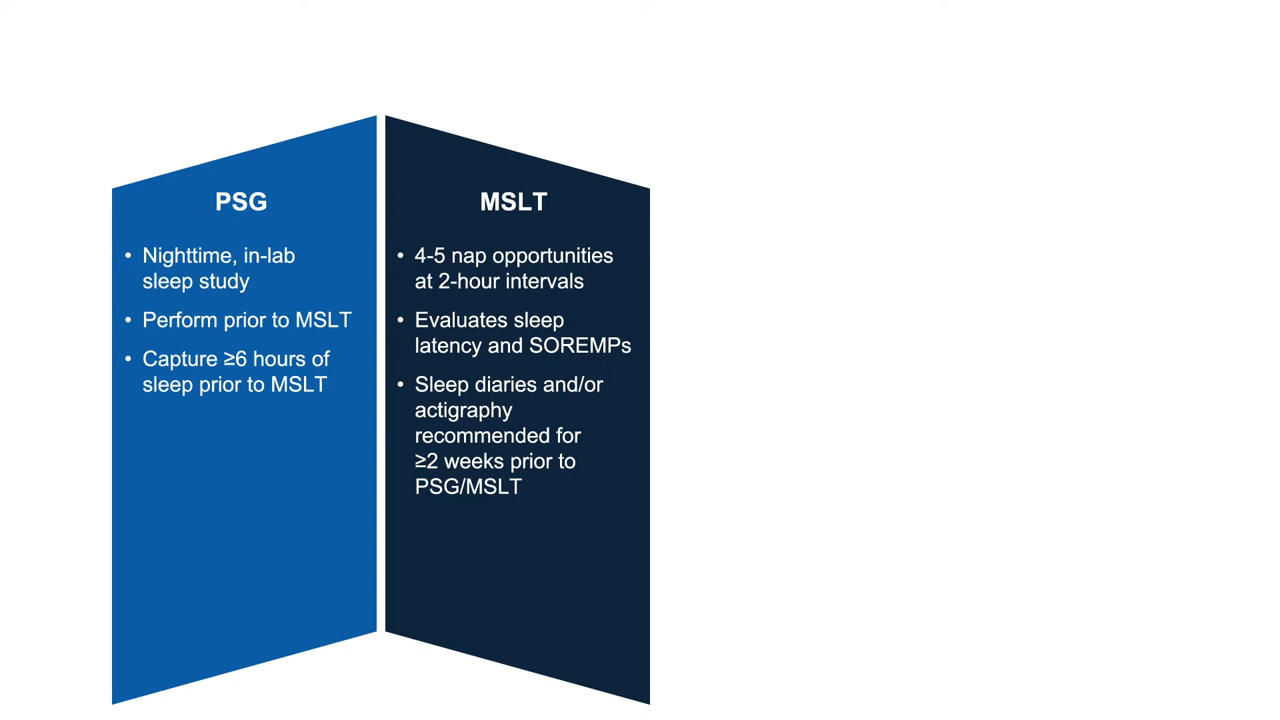 PSG
• Nighttime, in-lab
sleep study
• Perform prior to MSLT
• Capture ≥6 hours of
sleep prior to MSLT
MSLT
• 4-5 nap opportunities
at 2-hour intervals
• Evaluates sleep
latency and SOREMPs
• Sleep diaries and/or
actigraphy
recommended for
≥2 weeks prior to
PSG/MSLT